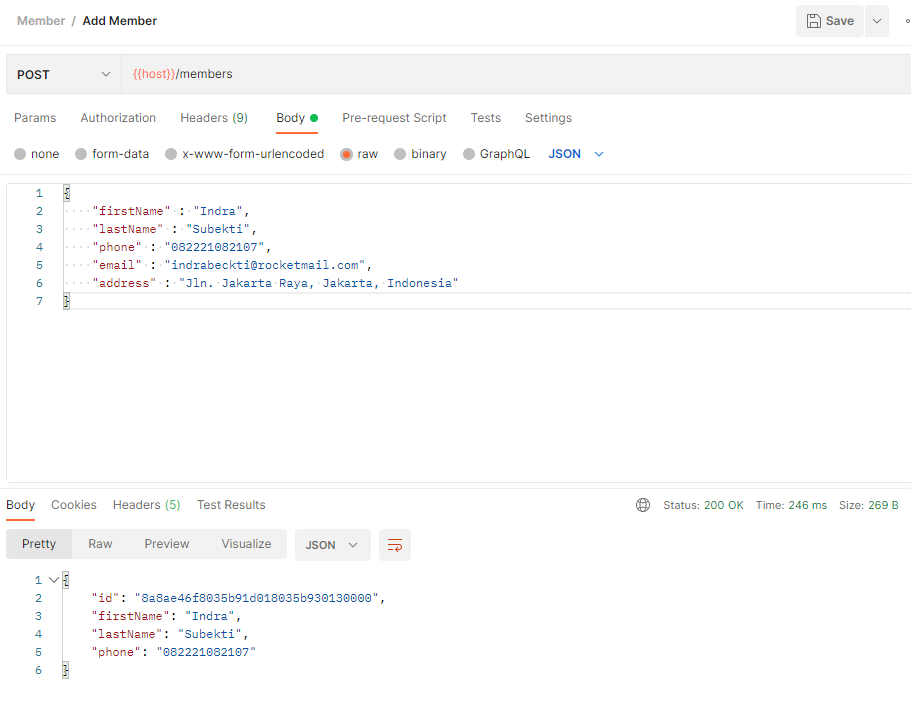 Member / Add Member
Save
POST
{{host}}/members
Params Authorization Headers (9) Body Pre-request Script Tests Settings
none form-data x-www-form-urlencoded raw binary GraphQL JSON
1 {
2 "firstName" : "Indra",
3 "lastName" : "Subekti",
4 "phone" : "082221082107",
5 "email" : "indrabeckti@rocketmail.com",
6 "address" : "Jln. Jakarta Raya, Jakarta, Indonesia"
7 }
Body Cookies Headers (5) Test Results Status: 200 OK Time: 246 ms Size: 269 B
Pretty Raw Preview Visualize JSON
1 {
2 "id": "8a8ae46f8035b91d018035b930130000",
3 "firstName": "Indra",
4 "lastName": "Subekti",
5 "phone": "082221082107"
6 }